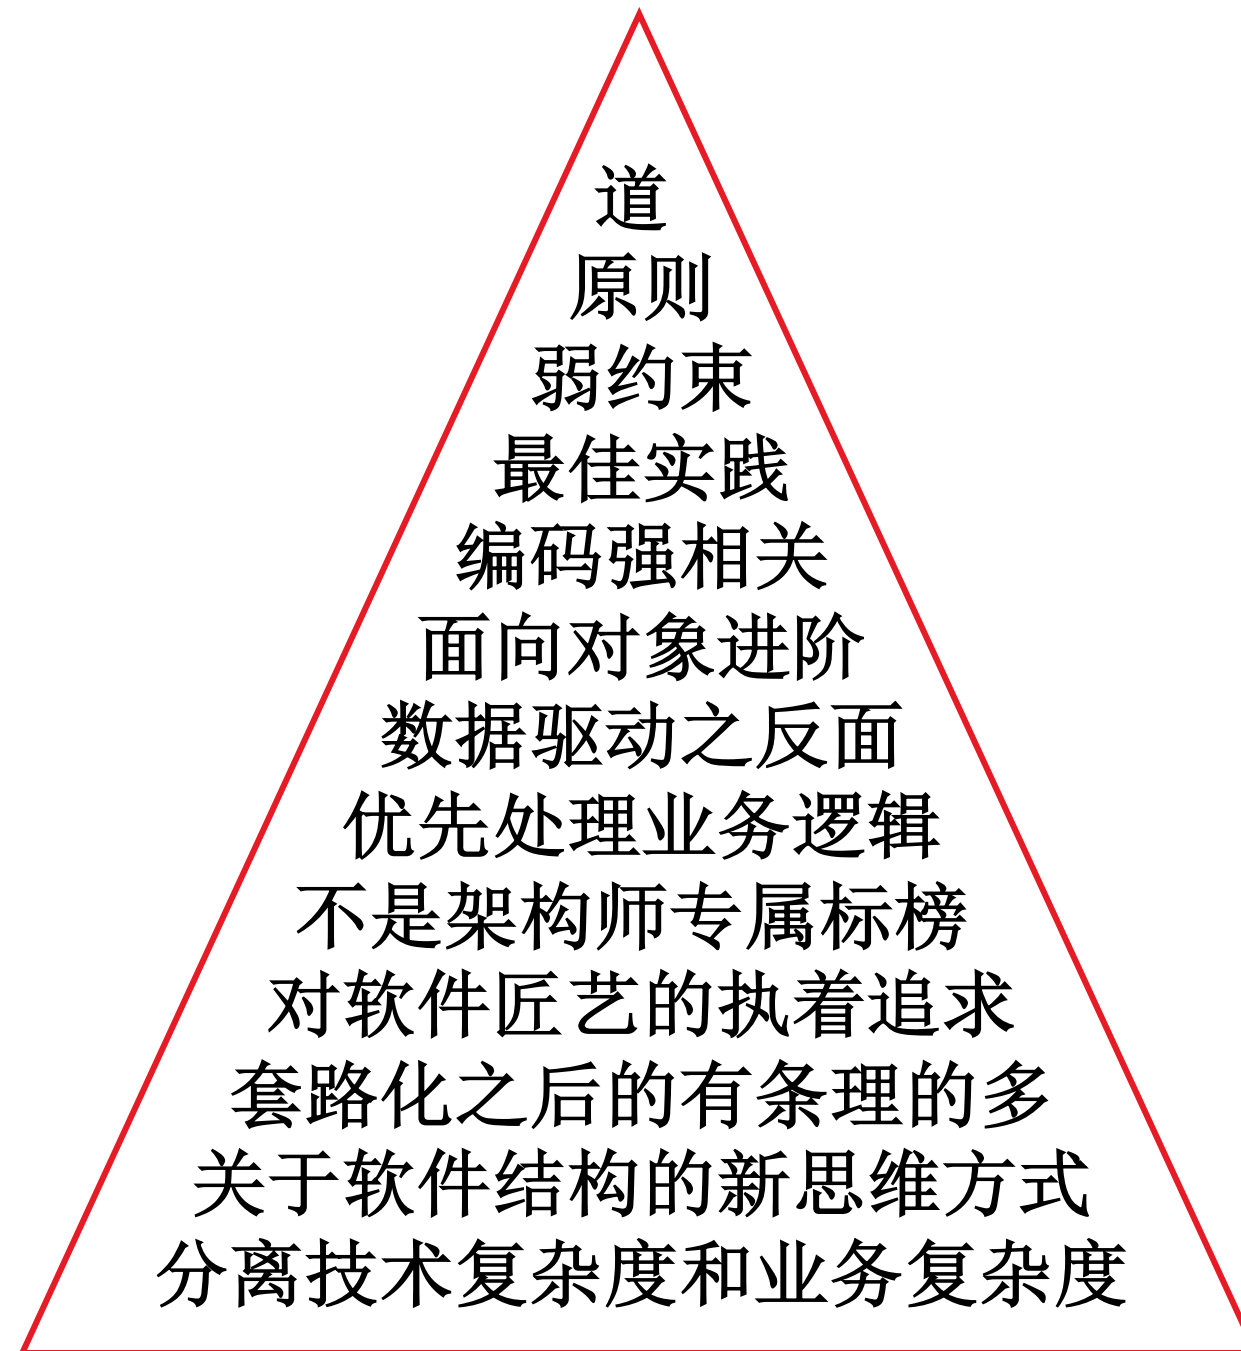 道
原则
弱约束
最佳实践
编码强相关
面向对象进阶
数据驱动之反面
优先处理业务逻辑
不是架构师专属标榜
对软件匠艺的执着追求
套路化之后的有条理的多
关于软件结构的新思维方式
分离技术复杂度和业务复杂度